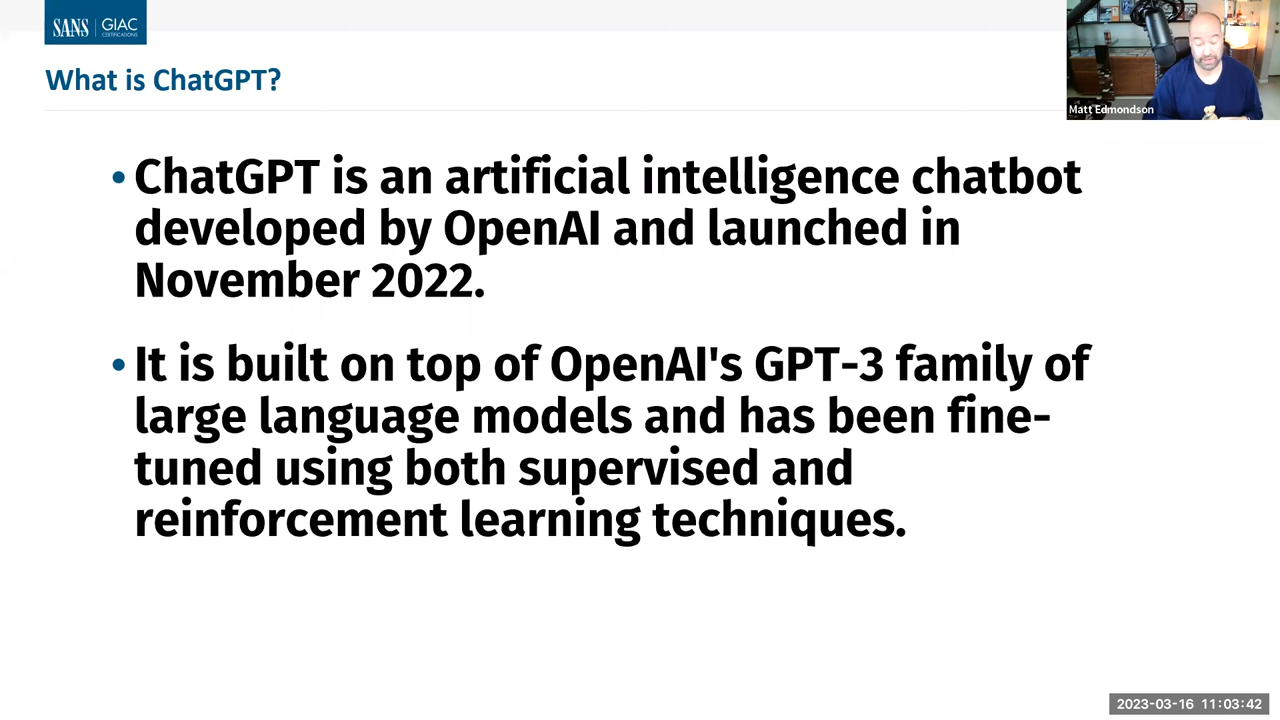 SANS | GIAC
CERTIFICATIONS
What is ChatGPT?
Matt Edmondson
• ChatGPT is an artificial intelligence chatbot
developed by OpenAI and launched in
November 2022.
• It is built on top of OpenAI's GPT-3 family of
large language models and has been fine-
tuned using both supervised and
reinforcement learning techniques.
2023-03-16 11:03:42